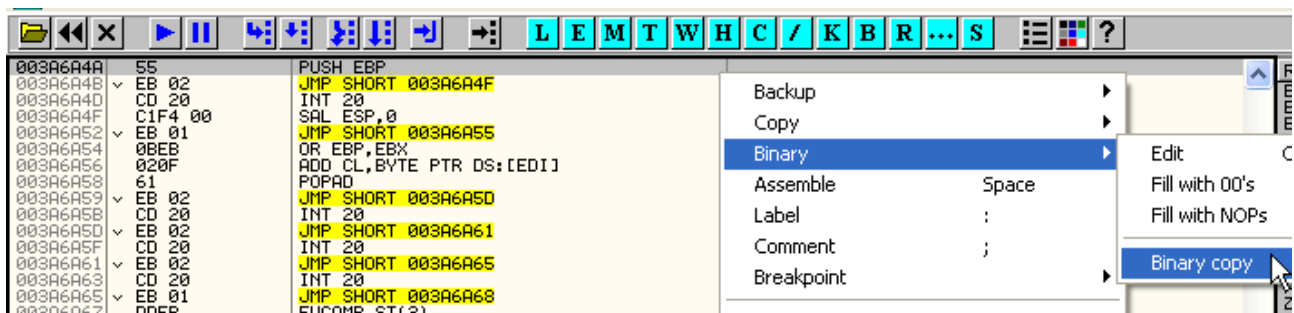 L E M T W H C / K B R ... S ?
003A6A4A 55 PUSH EBP
003A6A4B EB 02 JMP SHORT 003A6A4F
003A6A4D CD 20 INT 20
003A6A4F C1F4 00 SAL ESP,0
003A6A52 EB 01 JMP SHORT 003A6A55
003A6A54 0BEB OR EBP,EBX
003A6A56 020F ADD CL,BYTE PTR DS:[EDI]
003A6A58 61 POPAD
003A6A59 EB 02 JMP SHORT 003A6A5D
003A6A5B CD 20 INT 20
003A6A5D EB 02 JMP SHORT 003A6A61
003A6A5F CD 20 INT 20
003A6A61 EB 02 JMP SHORT 003A6A65
003A6A63 CD 20 INT 20
003A6A65 EB 01 JMP SHORT 003A6A68
Backup
Copy
Binary
Assemble Space
Label :
Comment ;
Breakpoint
Edit
Fill with 00's
Fill with NOPs
Binary copy